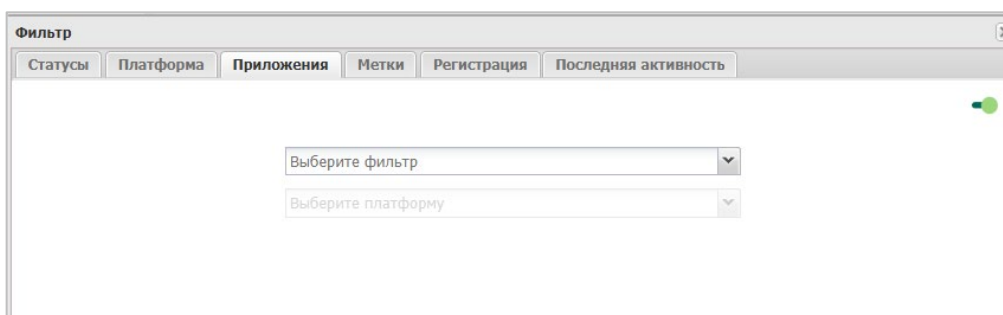 Фильтр
Статусы Платформа Приложения Метки Регистрация Последняя активность
Выберите фильтр
Выберите платформу